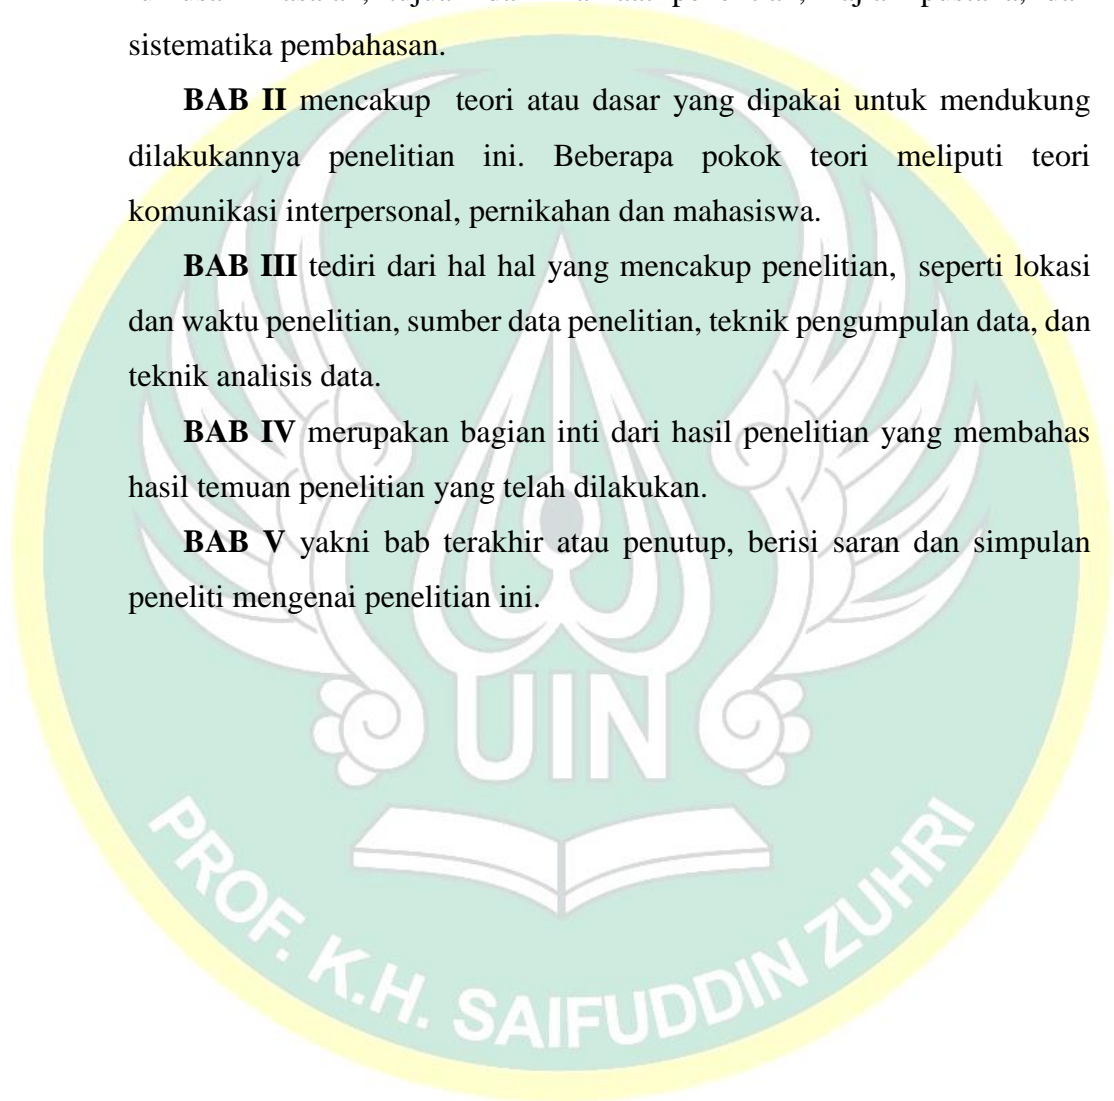 sistematika pembahasan.
BAB II mencakup teori atau dasar yang dipakai untuk mendukung
dilakukannya penelitian ini. Beberapa pokok teori meliputi teori
komunikasi interpersonal, pernikahan dan mahasiswa.
BAB III tediri dari hal hal yang mencakup penelitian, seperti lokasi
dan waktu penelitian, sumber data penelitian, teknik pengumpulan data, dan
teknik analisis data.
BAB IV merupakan bagian inti dari hasil penelitian yang membahas
hasil temuan penelitian yang telah dilakukan.
BAB V yakni bab terakhir atau penutup, berisi saran dan simpulan
peneliti mengenai penelitian ini.
UIN
PROF. K.H. SAIFUDDIN ZUHRI